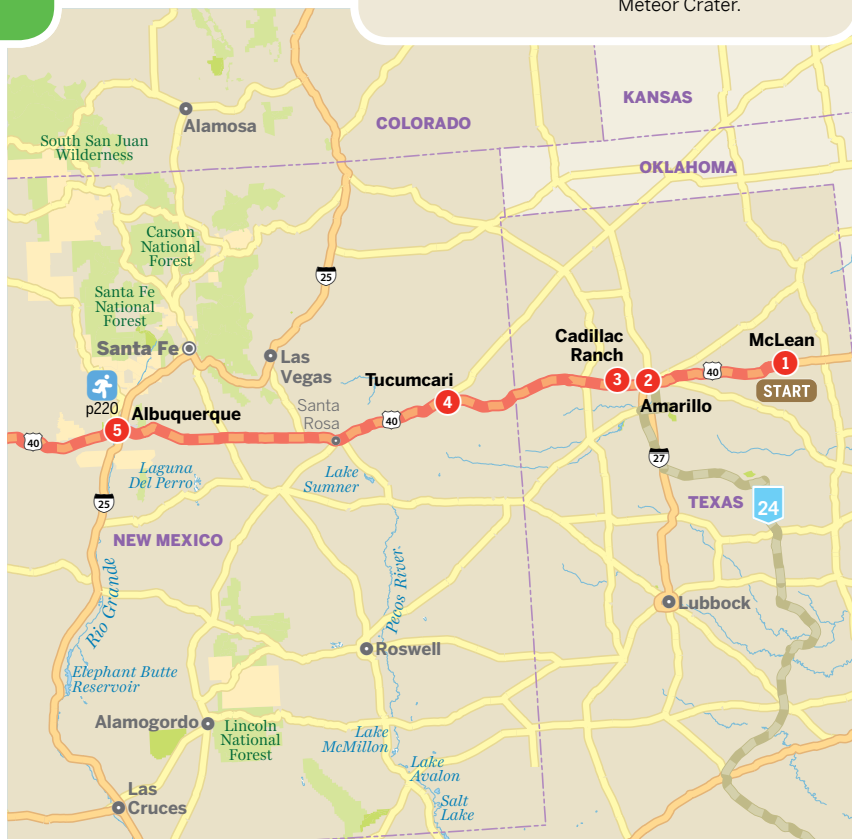 Meteor Crater.
KANSAS
Alamosa
COLORADO
South San Juan
Wilderness
OKLAHOMA
Carson
National
Forest
25
Santa Fe
National
Forest
Cadillac
Ranch
McLean
Santa Fe
Las
Vegas
40
1
Tucumcari
3
2
START
p220
4
Amarillo
Albuquerque
Santa
Rosa
40
5
40
27
Laguna
Del Perro
Lake
Sumner
25
TEXAS
24
NEW MEXICO
Rio Grande
Pecos River
Lubbock
Roswell
Elephant Butte
Reservoir
Alamogordo
Lincoln
National
Forest
Lake
McMillon
Lake
Avalon
Las
Cruces
Salt
Lake